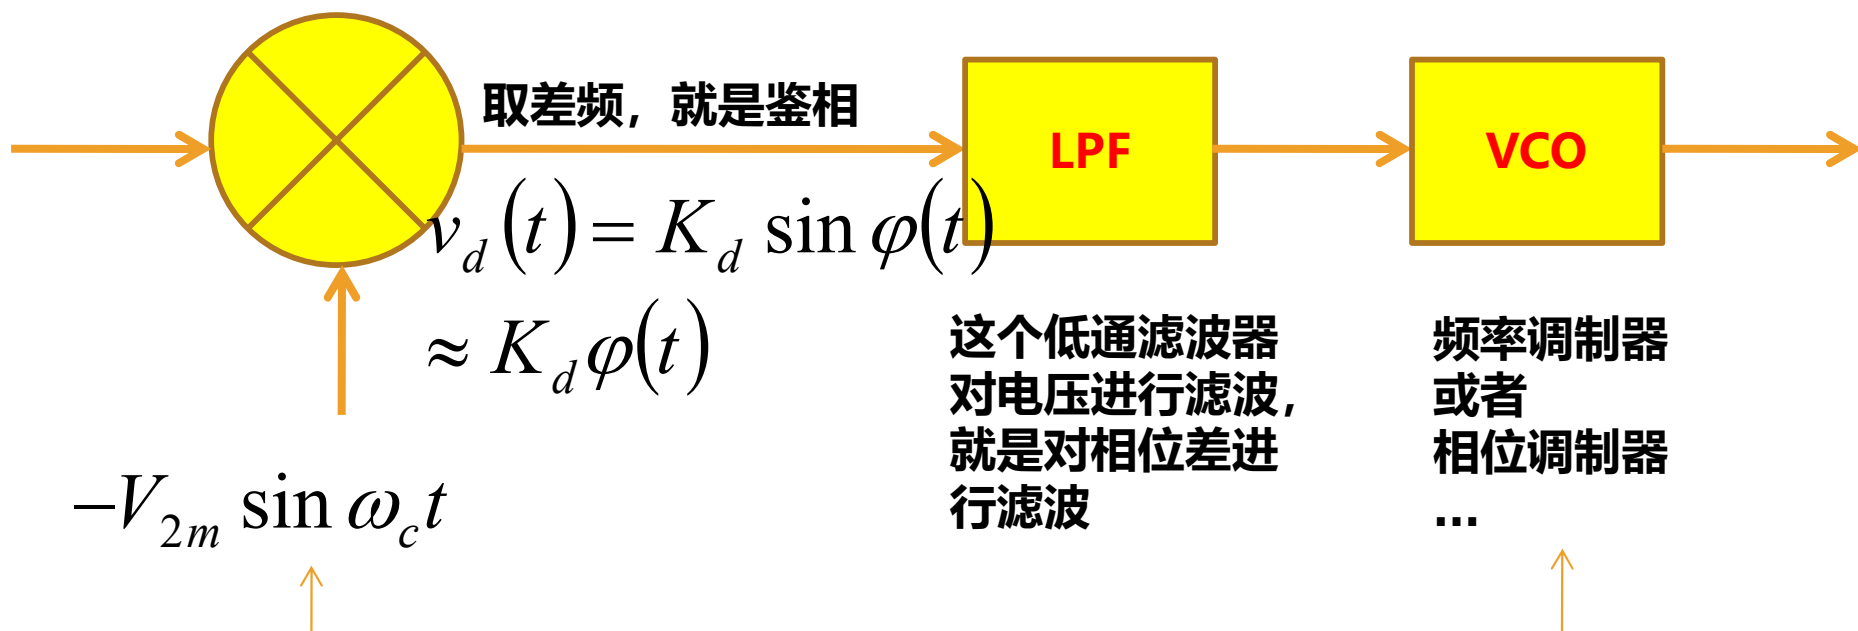 取差频，就是鉴相
LPF
VCO
v_d(t) = K_d sin φ(t)
≈ K_d φ(t)
这个低通滤波器
对电压进行滤波，
就是对相位差进
行滤波
频率调制器
或者
相位调制器
...
−V_{2m} sin ω_c t